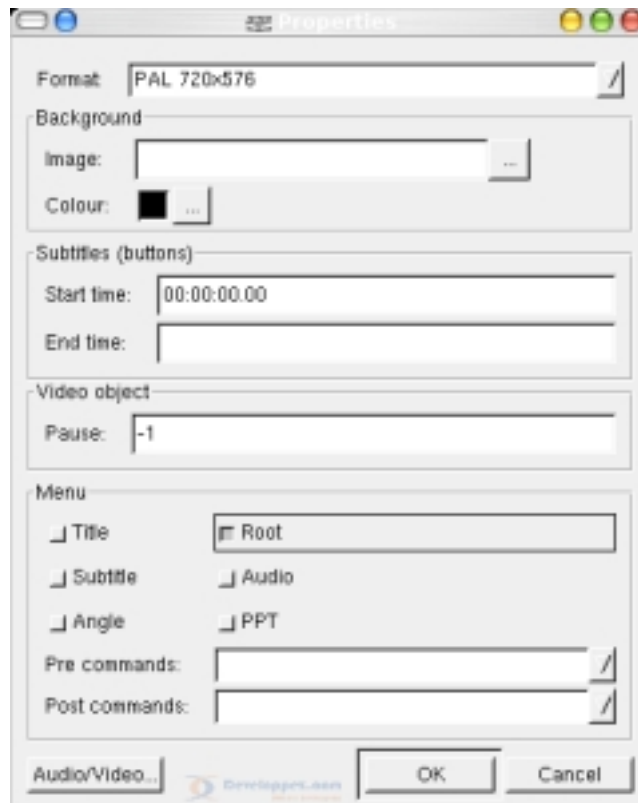 Properties
Format: PAL 720x576
Background
Image: ...
Colour: ...
Subtitles (buttons)
Start time: 00:00:00.00
End time:
Video object
Pause: -1
Menu
Title Root
Subtitle Audio
Angle PPT
Pre commands:
Post commands:
Audio/Video... OK Cancel